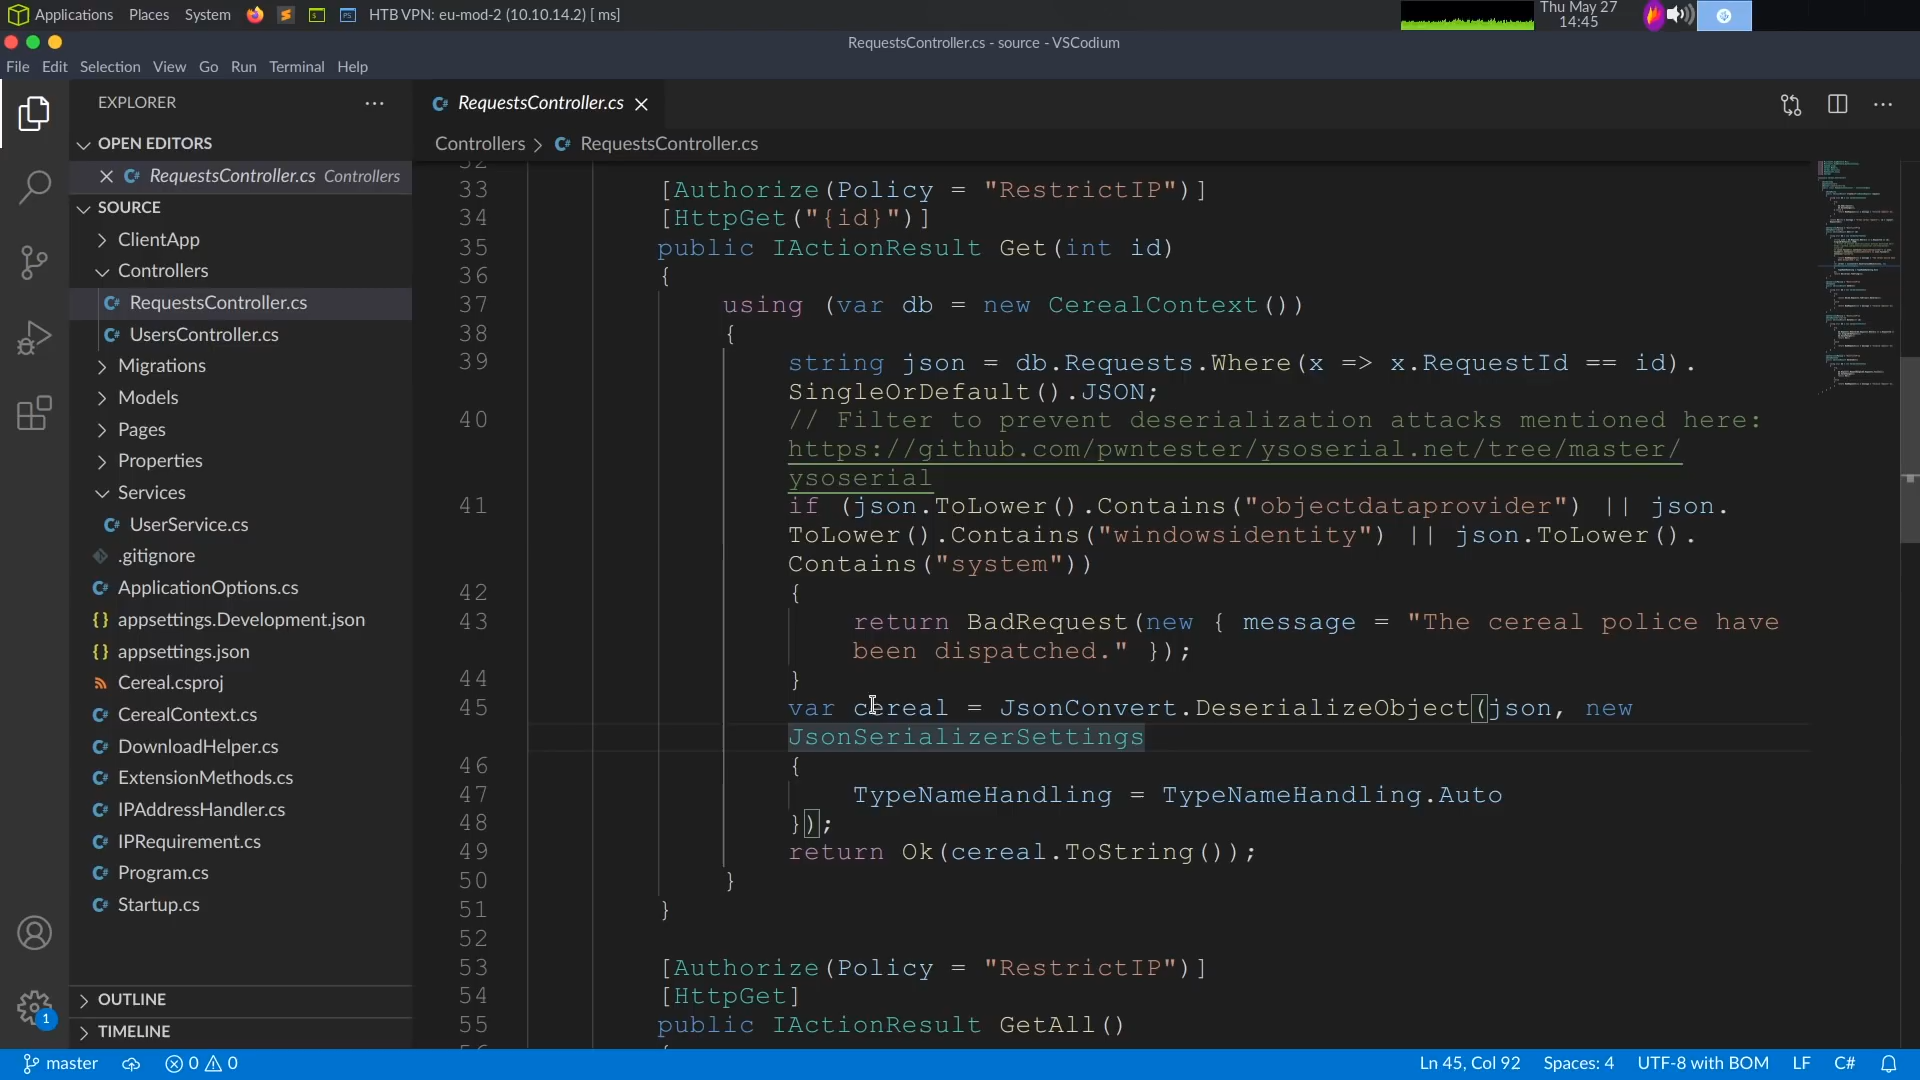 Applications Places System HTB VPN: eu-mod-2 (10.10.14.2) [ ms] Thu May 27
14:45
RequestsController.cs - source - VSCodium
File Edit Selection View Go Run Terminal Help
EXPLORER
OPEN EDITORS
RequestsController.cs Controllers
SOURCE
ClientApp
Controllers
RequestsController.cs
UsersController.cs
Migrations
Models
Pages
Properties
Services
UserService.cs
.gitignore
ApplicationOptions.cs
appsettings.Development.json
appsettings.json
Cereal.csproj
CerealContext.cs
DownloadHelper.cs
ExtensionMethods.cs
IPAddressHandler.cs
IPRequirement.cs
Program.cs
Startup.cs
OUTLINE
TIMELINE
1
RequestsController.cs
Controllers > RequestsController.cs
32
33 [Authorize(Policy = "RestrictIP")]
34 [HttpGet("{id}")]
35 public IActionResult Get(int id)
36 {
37 using (var db = new CerealContext())
38 {
39 string json = db.Requests.Where(x => x.RequestId == id).
SingleOrDefault().JSON;
40 // Filter to prevent deserialization attacks mentioned here:
https://github.com/pwntester/ysoserial.net/tree/master/
ysoserial
41 if (json.ToLower().Contains("objectdataprovider") || json.
ToLower().Contains("windowsidentity") || json.ToLower().
Contains("system"))
42 {
43 return BadRequest(new { message = "The cereal police have
been dispatched." });
44 }
45 var cereal = JsonConvert.DeserializeObject(json, new
JsonSerializerSettings
46 {
47 TypeNameHandling = TypeNameHandling.Auto
48 });
49 return Ok(cereal.ToString());
50 }
51 }
52
53 [Authorize(Policy = "RestrictIP")]
54 [HttpGet]
55 public IActionResult GetAll()
master 0 0 Ln 45, Col 92 Spaces: 4 UTF-8 with BOM LF C#